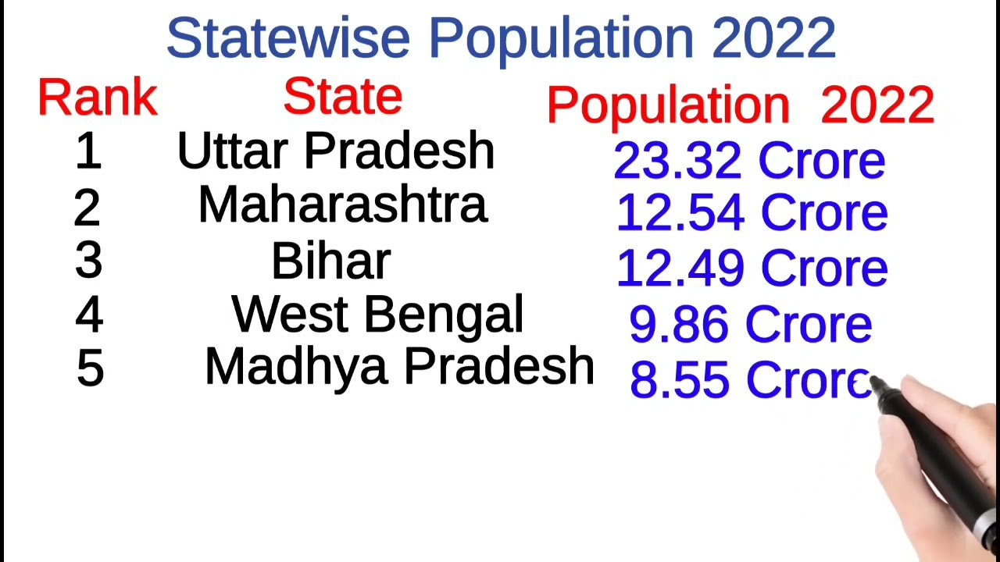 Statewise Population 2022
Rank State Population 2022
1 Uttar Pradesh 23.32 Crore
2 Maharashtra 12.54 Crore
3 Bihar 12.49 Crore
4 West Bengal 9.86 Crore
5 Madhya Pradesh 8.55 Crore